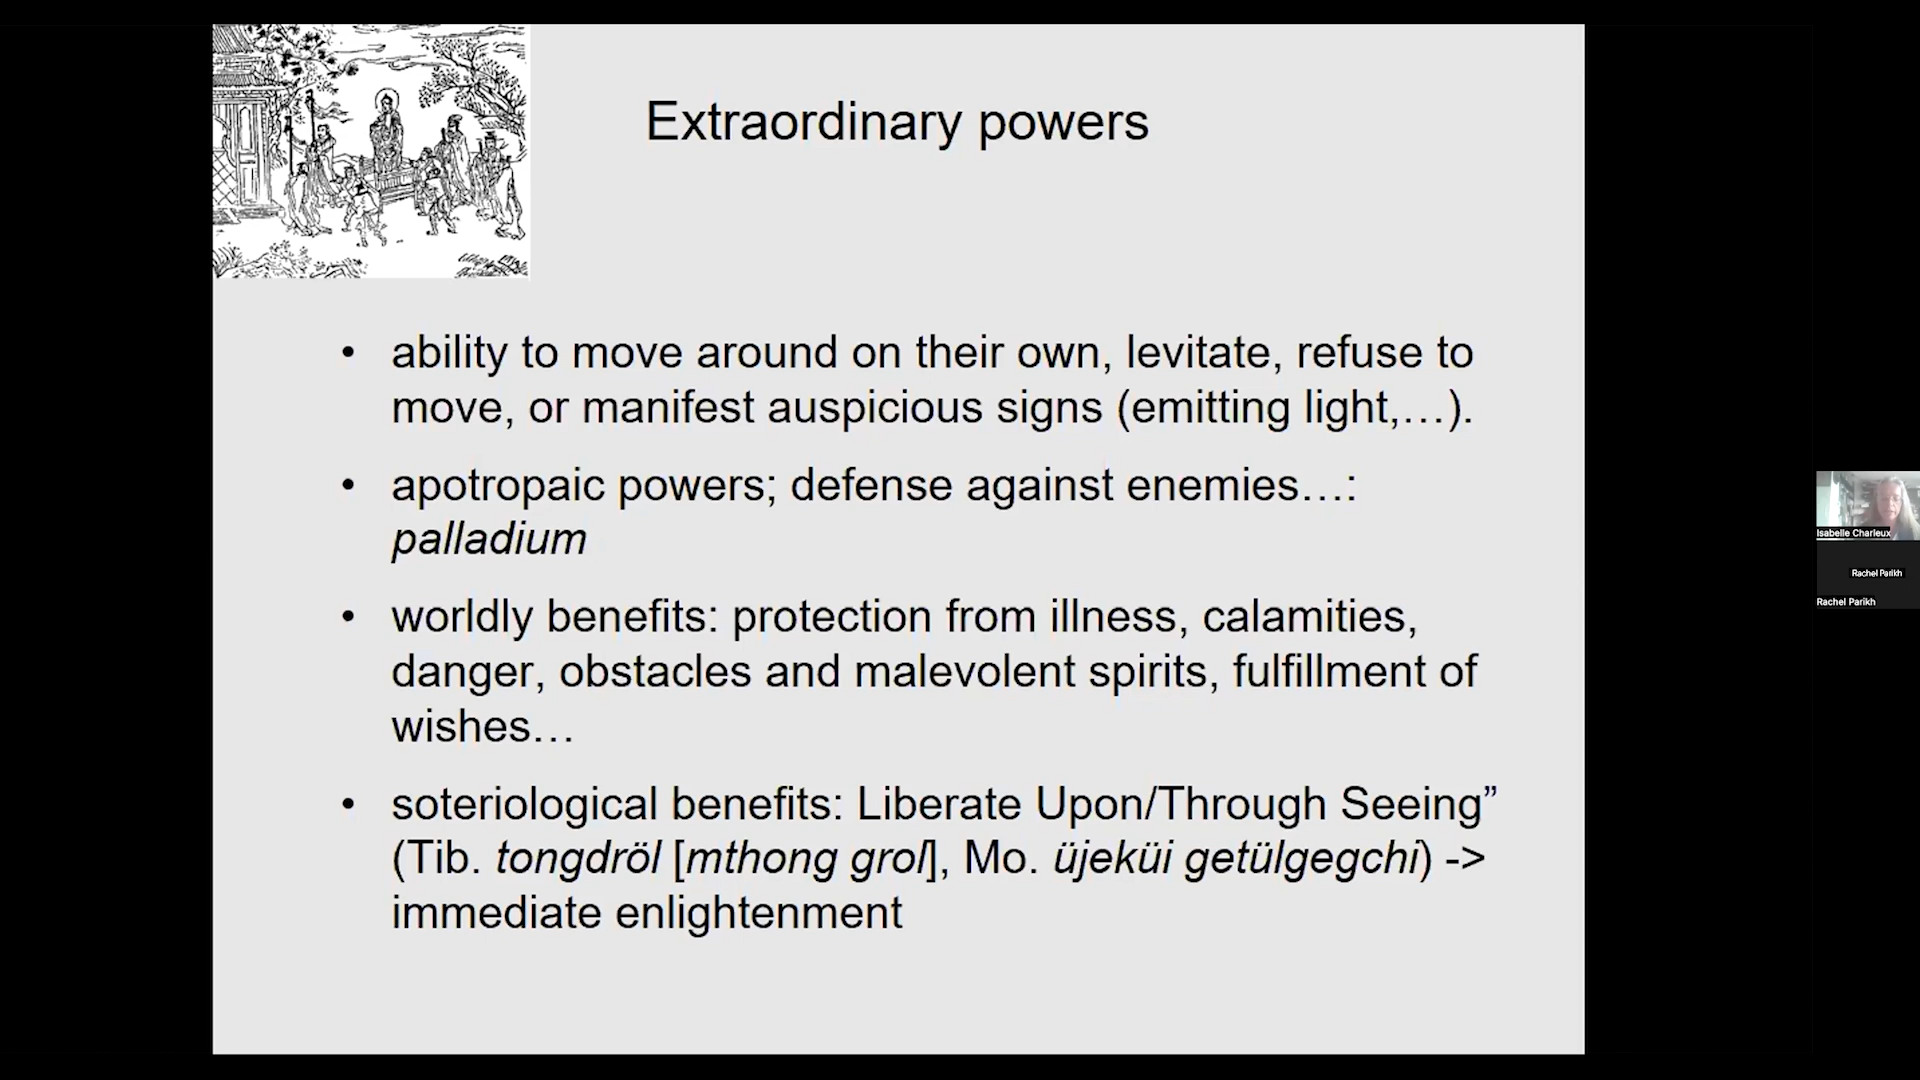 Extraordinary powers
• ability to move around on their own, levitate, refuse to
move, or manifest auspicious signs (emitting light,…).
• apotropaic powers; defense against enemies…:
palladium
• worldly benefits: protection from illness, calamities,
danger, obstacles and malevolent spirits, fulfillment of
wishes…
• soteriological benefits: Liberate Upon/Through Seeing”
(Tib. tongdröl [mthong grol], Mo. üjeküi getülgegchi) ->
immediate enlightenment
Isabelle Charleux
Rachel Parikh
Rachel Parikh